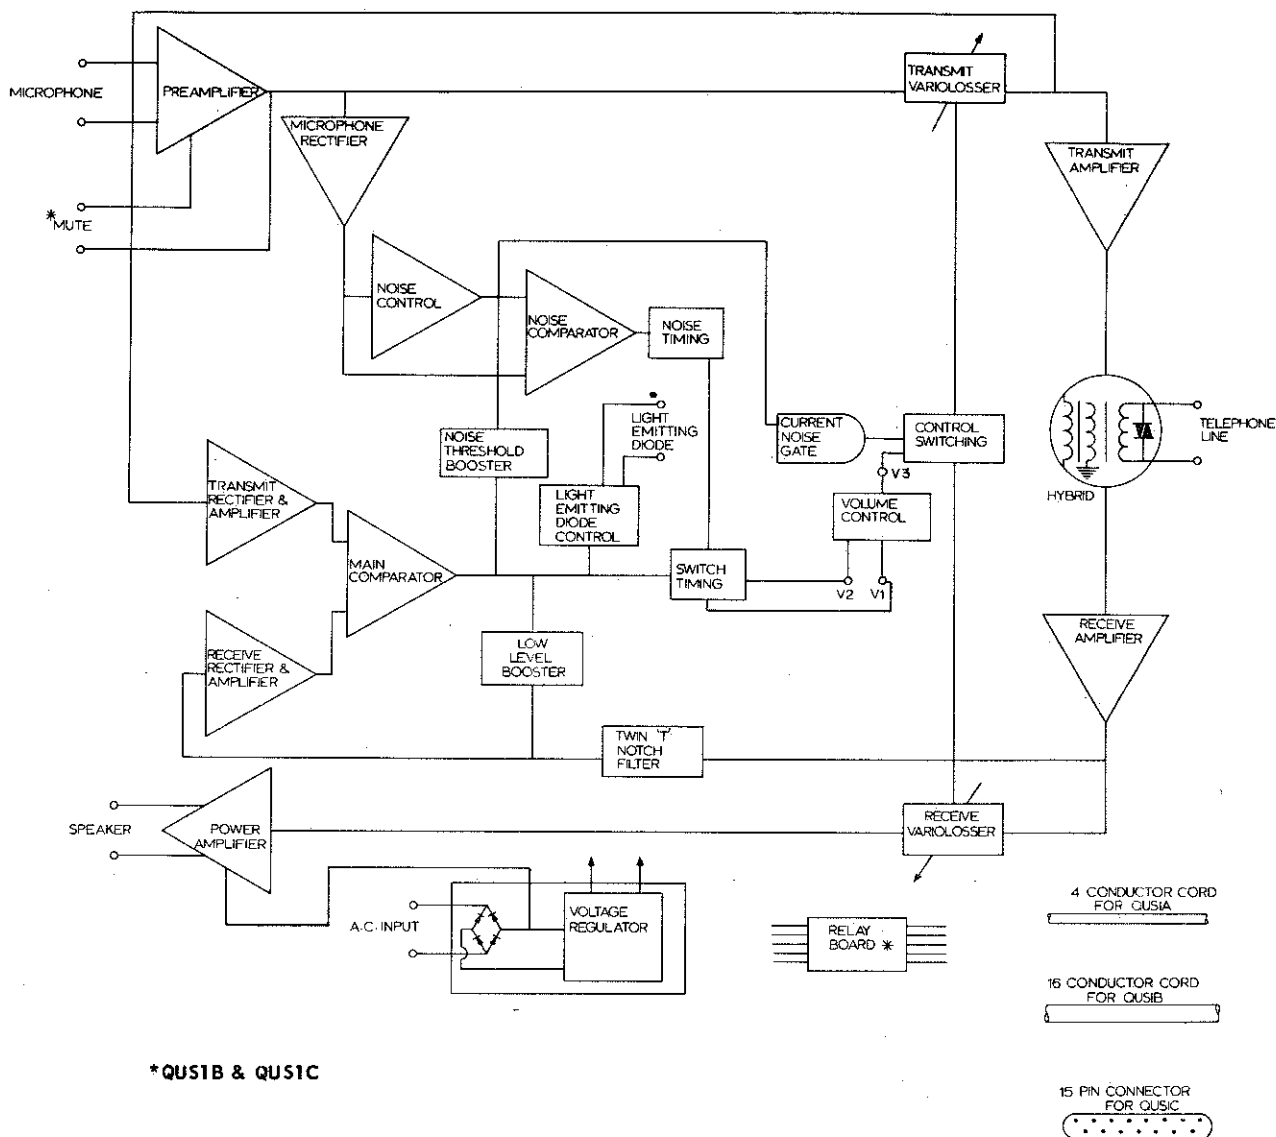 TRANSMIT
VARIOLOSSER
MICROPHONE
PREAMPLIFIER
MICROPHONE
RECTIFIER
TRANSMIT
AMPLIFIER
*MUTE
NOISE
CONTROL
NOISE
COMPARATOR
NOISE
TIMING
LIGHT
EMITTING
DIODE
CURRENT
NOISE
GATE
CONTROL
SWITCHING
TELEPHONE
LINE
HYBRID
NOISE
THRESHOLD
BOOSTER
V3
TRANSMIT
RECTIFIER &
AMPLIFIER
LIGHT
EMITTING
DIODE
CONTROL
VOLUME
CONTROL
MAIN
COMPARATOR
SWITCH
TIMING
V2
V1
RECEIVE
RECTIFIER &
AMPLIFIER
LOW
LEVEL
BOOSTER
RECEIVE
AMPLIFIER
TWIN 'T'
NOTCH
FILTER
SPEAKER
POWER
AMPLIFIER
RECEIVE
VARIOLOSSER
A.C. INPUT
VOLTAGE
REGULATOR
RELAY
BOARD *
4 CONDUCTOR CORD
FOR QUS1A
16 CONDUCTOR CORD
FOR QUS1B
*QUS1B & QUS1C
15 PIN CONNECTOR
FOR QUS1C